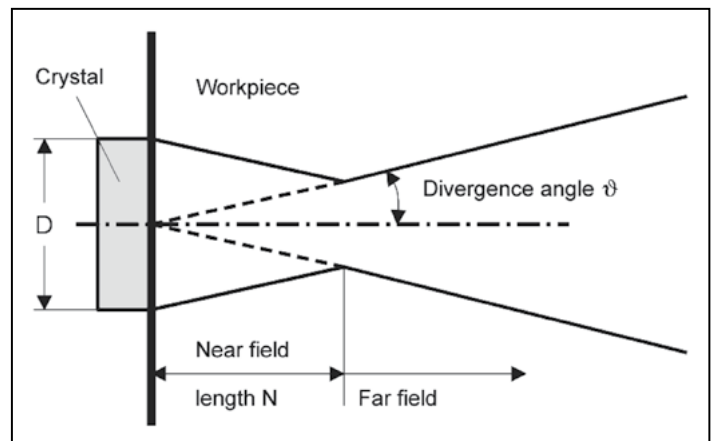 Crystal
Workpiece
Divergence angle ϑ
D
Near field
length N
Far field